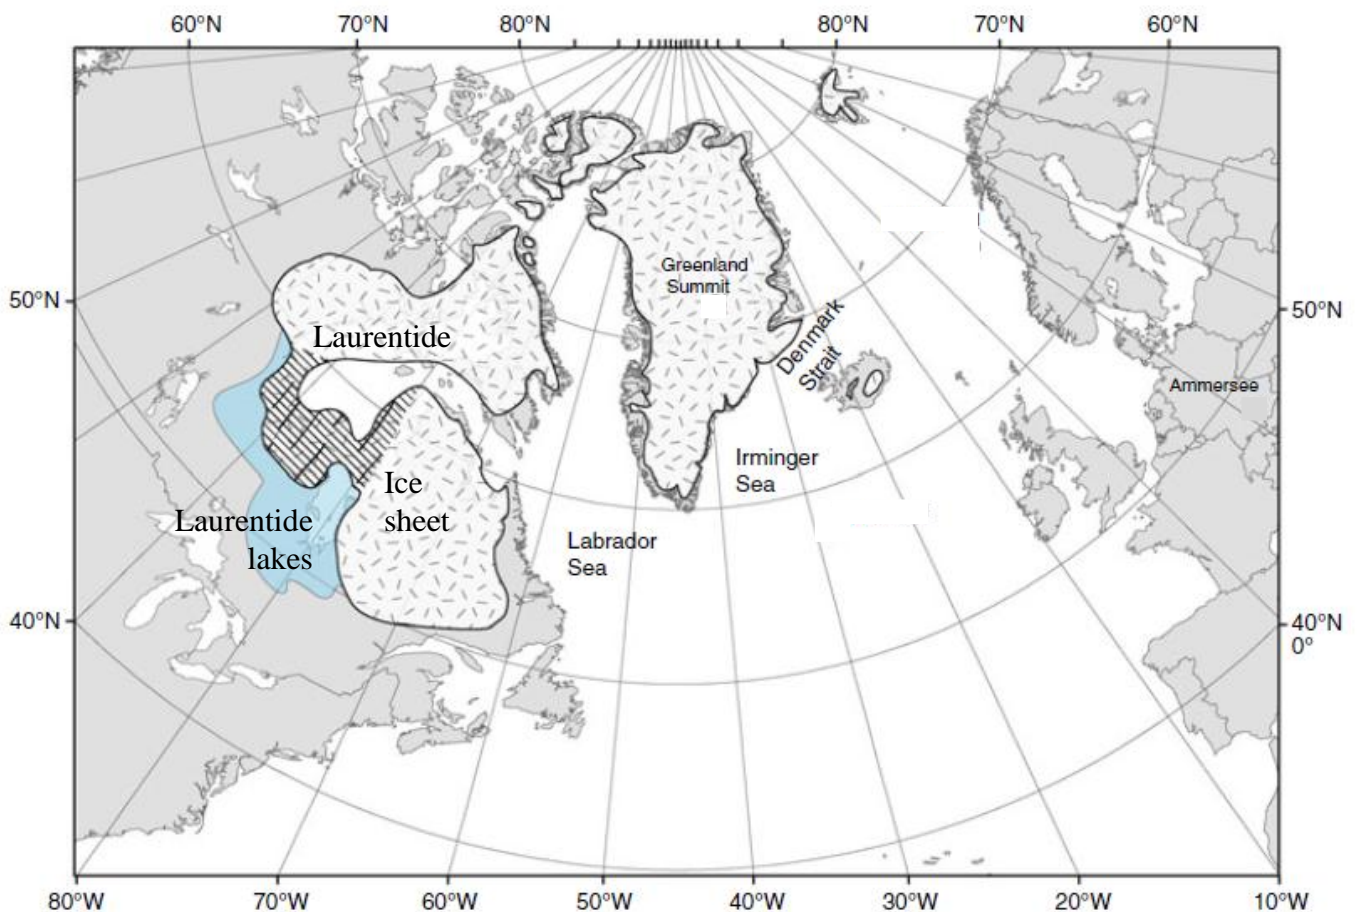 60°N 70°N 80°N 80°N 70°N 60°N
Greenland
Summit
50°N
50°N
Laurentide
Denmark
Strait
Ammersee
Irminger
Sea
Ice
sheet
Laurentide
lakes
Labrador
Sea
40°N
40°N
0°
80°W 70°W 60°W 50°W 40°W 30°W 20°W 10°W